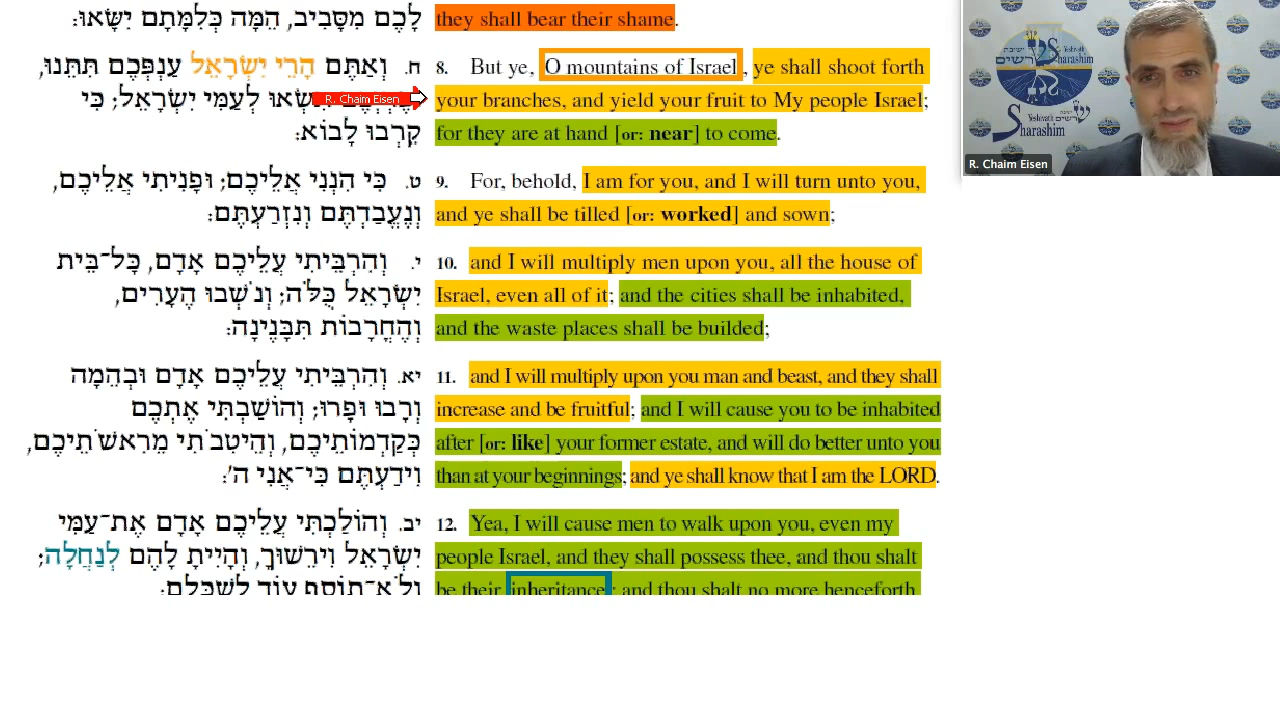 לָכֶם מִסָּבִיב, הֵמָּה כְּלִמָּתָם יִשָּׂאוּ:
they shall bear their shame.
ח. וְאַתֶּם הָרֵי יִשְׂרָאֵל עַנְפְּכֶם תִּתֵּנוּ,
R. Chaim Eisen
לְעַמִּי יִשְׂרָאֵל; כִּי
קֵרְבוּ לָבוֹא:
8. But ye, O mountains of Israel, ye shall shoot forth
your branches, and yield your fruit to My people Israel;
for they are at hand [or: near] to come.
ט. כִּי הִנְנִי אֲלֵיכֶם; וּפָנִיתִי אֲלֵיכֶם,
וְנֶעֱבַדְתֶּם וְנִזְרַעְתֶּם:
9. For, behold, I am for you, and I will turn unto you,
and ye shall be tilled [or: worked] and sown;
י. וְהִרְבֵּיתִי עֲלֵיכֶם אָדָם, כָּל־בֵּית
יִשְׂרָאֵל כֻּלֹּה; וְנֹשְׁבוּ הֶעָרִים,
וְהֶחֳרָבוֹת תִּבָּנֶינָה:
10. and I will multiply men upon you, all the house of
Israel, even all of it; and the cities shall be inhabited,
and the waste places shall be builded;
יא. וְהִרְבֵּיתִי עֲלֵיכֶם אָדָם וּבְהֵמָה
וְרָבוּ וּפָרוּ; וְהוֹשַׁבְתִּי אֶתְכֶם
כְּקַדְמוֹתֵיכֶם, וְהֵיטִבֹתִי מֵרִאשֹׁתֵיכֶם,
וִידַעְתֶּם כִּי־אֲנִי ה':
11. and I will multiply upon you man and beast, and they shall
increase and be fruitful; and I will cause you to be inhabited
after [or: like] your former estate, and will do better unto you
than at your beginnings; and ye shall know that I am the LORD.
יב. וְהוֹלַכְתִּי עֲלֵיכֶם אָדָם אֶת־עַמִּי
יִשְׂרָאֵל וִירֵשׁוּךָ, וְהָיִיתָ לָהֶם לְנַחֲלָה;
וְלֹא־תוֹסִף עוֹד לְשַׁכְּלָם:
12. Yea, I will cause men to walk upon you, even my
people Israel, and they shall possess thee, and thou shalt
be their inheritance; and thou shalt no more henceforth
Yeshivath
Sharashim
ישיבת
שרשים
Yeshivath
Sharashim
R. Chaim Eisen